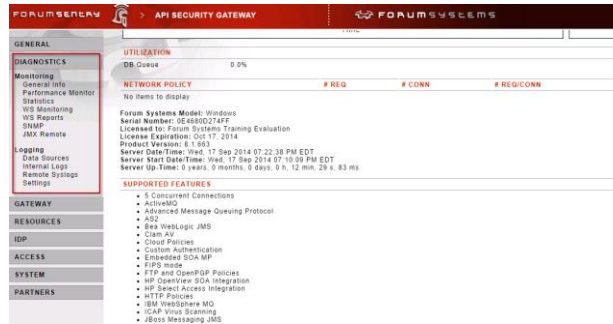 FORUMSENTRY
> API SECURITY GATEWAY
FORUMSYSTEMS
GENERAL
DIAGNOSTICS
Monitoring
General Info
Performance Monitor
Statistics
WS Monitoring
WS Reports
SNMP
JMX Remote
Logging
Data Sources
Internal Logs
Remote Syslogs
Settings
GATEWAY
RESOURCES
IDP
ACCESS
SYSTEM
PARTNERS
UTILIZATION
DB Queue 0.0%
NETWORK POLICY # REQ # CONN # REQ/CONN
No items to display
Forum Systems Model: Windows
Serial Number: 0E4680D274FF
Licensed to: Forum Systems Training Evaluation
License Expiration: Oct 17, 2014
Product Version: 8.1.663
Server Date/Time: Wed, 17 Sep 2014 07:22:38 PM EDT
Server Start Date/Time: Wed, 17 Sep 2014 07:10:09 PM EDT
Server Up-Time: 0 years, 0 months, 0 days, 0 h, 12 min, 29 s, 83 ms
SUPPORTED FEATURES
• 5 Concurrent Connections
• ActiveMQ
• Advanced Message Queuing Protocol
• AS2
• Bea WebLogic JMS
• Clam AV
• Cloud Policies
• Custom Authentication
• Embedded SOA MP
• FIPS mode
• FTP and OpenPGP Policies
• HP OpenView SOA Integration
• HP Select Access Integration
• HTTP Policies
• IBM WebSphere MQ
• ICAP Virus Scanning
• JBoss Messaging JMS